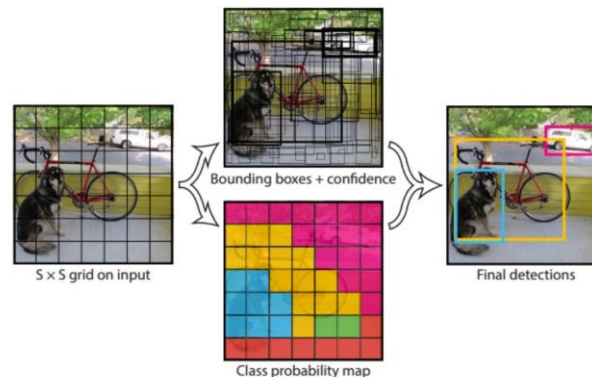 S × S grid on input
Bounding boxes + confidence
Class probability map
Final detections